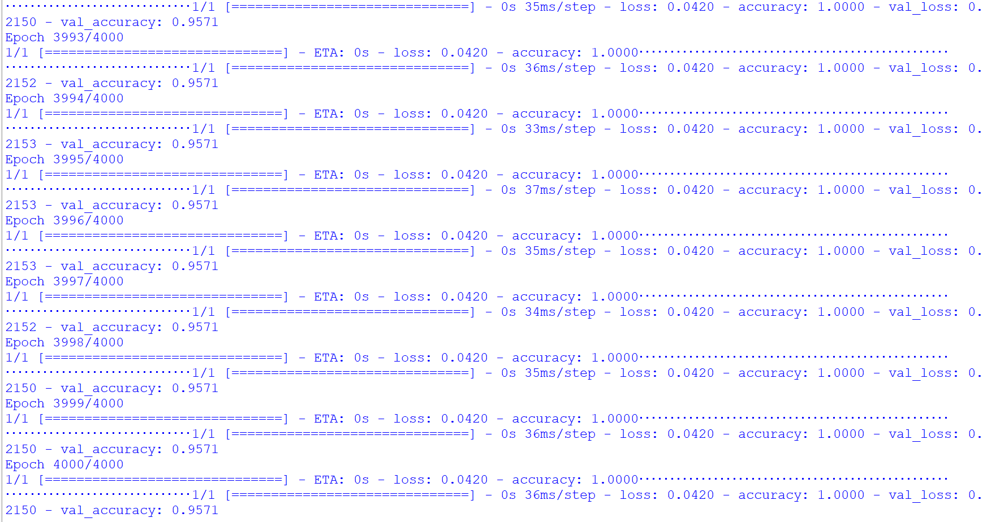 1/1 [==============================] - 0s 35ms/step - loss: 0.0420 - accuracy: 1.0000 - val_loss: 0.
2150 - val_accuracy: 0.9571
Epoch 3993/4000
1/1 [==============================] - ETA: 0s - loss: 0.0420 - accuracy: 1.0000
1/1 [==============================] - 0s 36ms/step - loss: 0.0420 - accuracy: 1.0000 - val_loss: 0.
2152 - val_accuracy: 0.9571
Epoch 3994/4000
1/1 [==============================] - ETA: 0s - loss: 0.0420 - accuracy: 1.0000
1/1 [==============================] - 0s 33ms/step - loss: 0.0420 - accuracy: 1.0000 - val_loss: 0.
2153 - val_accuracy: 0.9571
Epoch 3995/4000
1/1 [==============================] - ETA: 0s - loss: 0.0420 - accuracy: 1.0000
1/1 [==============================] - 0s 37ms/step - loss: 0.0420 - accuracy: 1.0000 - val_loss: 0.
2153 - val_accuracy: 0.9571
Epoch 3996/4000
1/1 [==============================] - ETA: 0s - loss: 0.0420 - accuracy: 1.0000
1/1 [==============================] - 0s 35ms/step - loss: 0.0420 - accuracy: 1.0000 - val_loss: 0.
2153 - val_accuracy: 0.9571
Epoch 3997/4000
1/1 [==============================] - ETA: 0s - loss: 0.0420 - accuracy: 1.0000
1/1 [==============================] - 0s 34ms/step - loss: 0.0420 - accuracy: 1.0000 - val_loss: 0.
2152 - val_accuracy: 0.9571
Epoch 3998/4000
1/1 [==============================] - ETA: 0s - loss: 0.0420 - accuracy: 1.0000
1/1 [==============================] - 0s 35ms/step - loss: 0.0420 - accuracy: 1.0000 - val_loss: 0.
2150 - val_accuracy: 0.9571
Epoch 3999/4000
1/1 [==============================] - ETA: 0s - loss: 0.0420 - accuracy: 1.0000
1/1 [==============================] - 0s 36ms/step - loss: 0.0420 - accuracy: 1.0000 - val_loss: 0.
2150 - val_accuracy: 0.9571
Epoch 4000/4000
1/1 [==============================] - ETA: 0s - loss: 0.0420 - accuracy: 1.0000
1/1 [==============================] - 0s 36ms/step - loss: 0.0420 - accuracy: 1.0000 - val_loss: 0.
2150 - val_accuracy: 0.9571